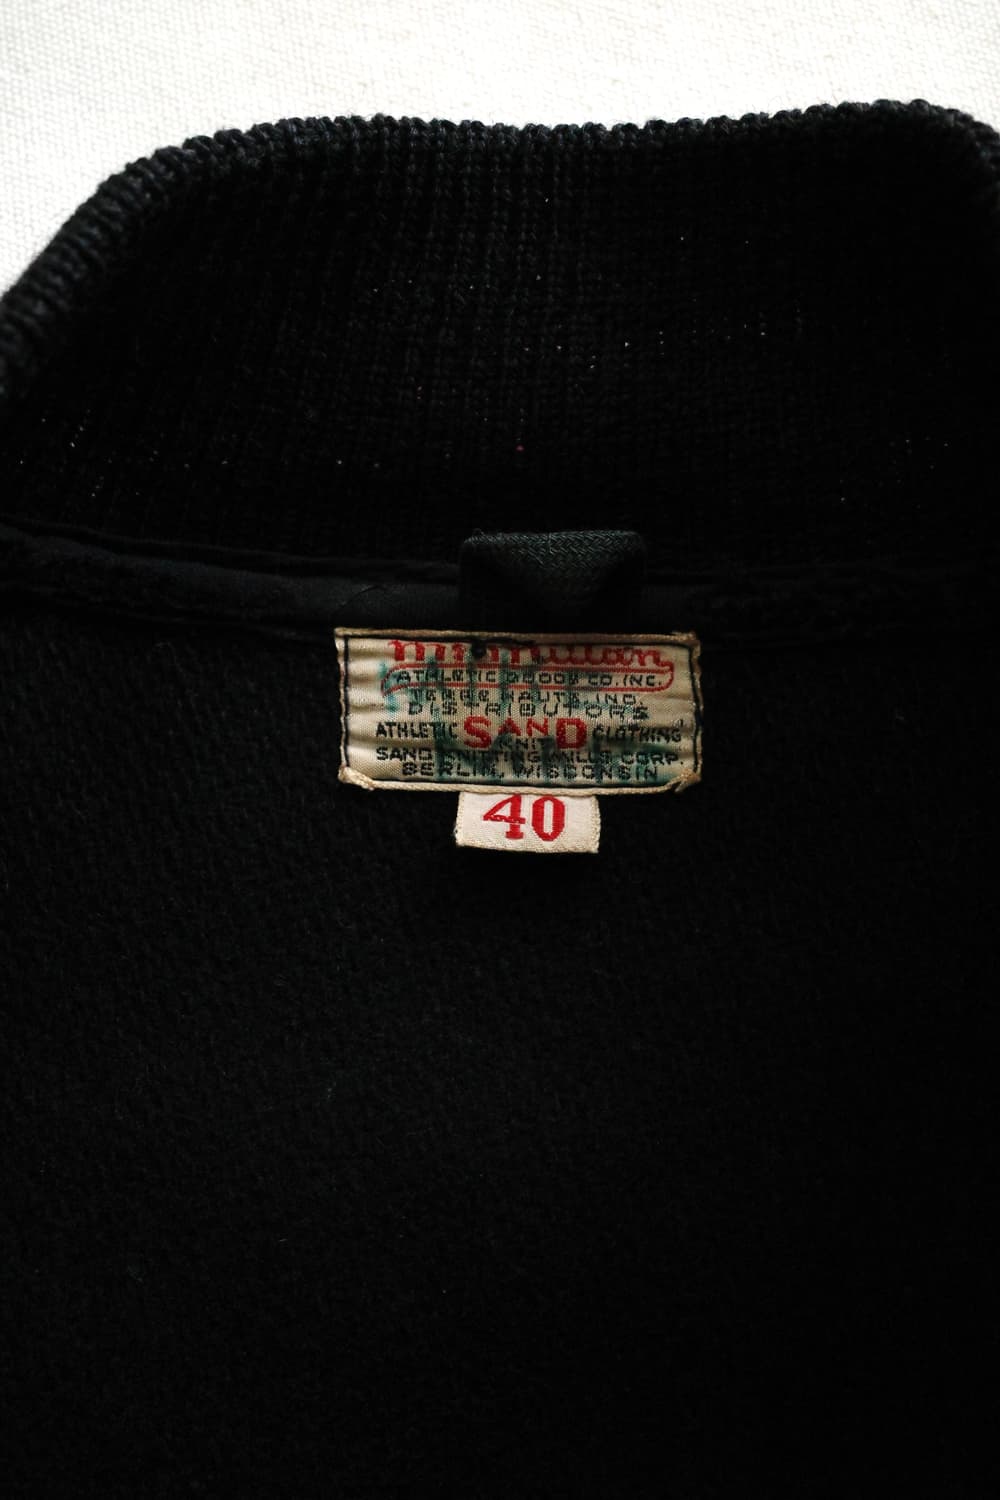 McMillan
ATHLETIC GOODS CO. INC.
TERRE HAUTE, IND.
DISTRIBUTORS
ATHLETIC SAND KNIT CLOTHING
SAND KNITTING MILLS CORP.
BERLIN, WISCONSIN
40